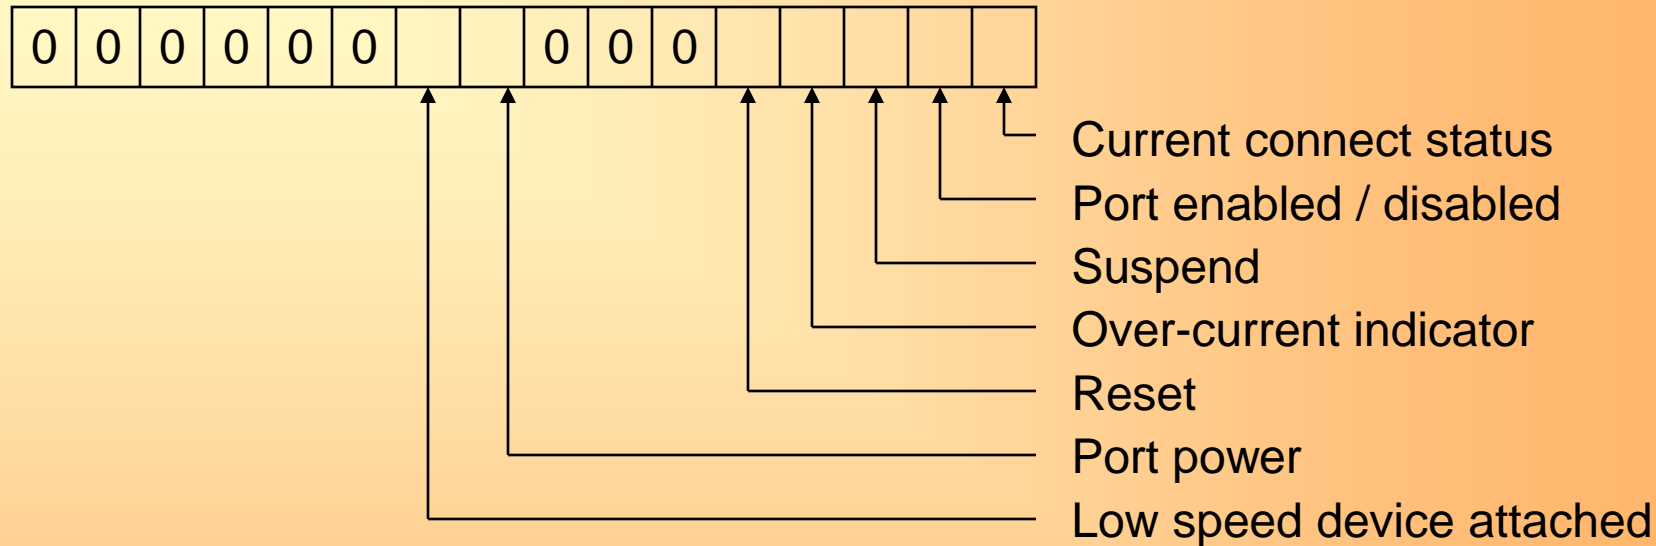 0 0 0 0 0 0 0 0 0
Current connect status
Port enabled / disabled
Suspend
Over-current indicator
Reset
Port power
Low speed device attached